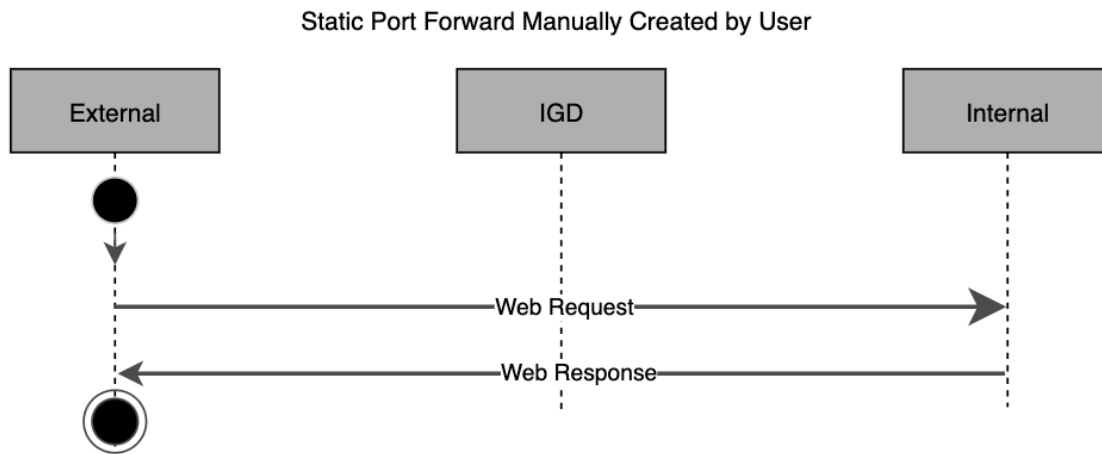 Static Port Forward Manually Created by User
External
IGD
Internal
Web Request
Web Response